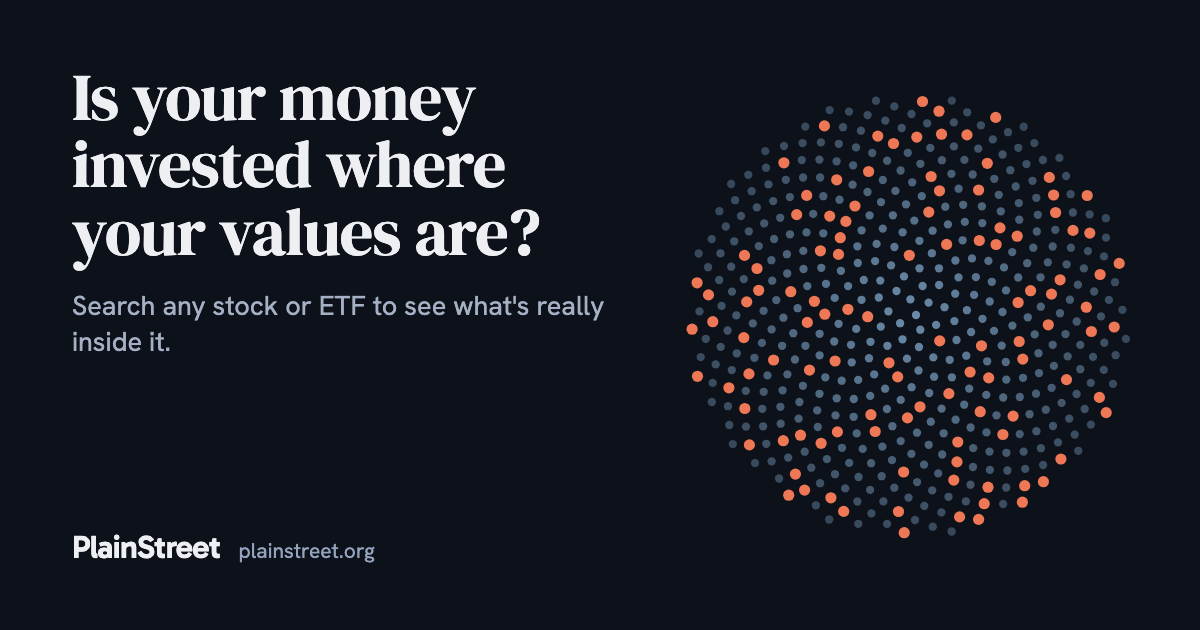 Is your money
invested where
your values are?
Search any stock or ETF to see what's really
inside it.
PlainStreet plainstreet.org